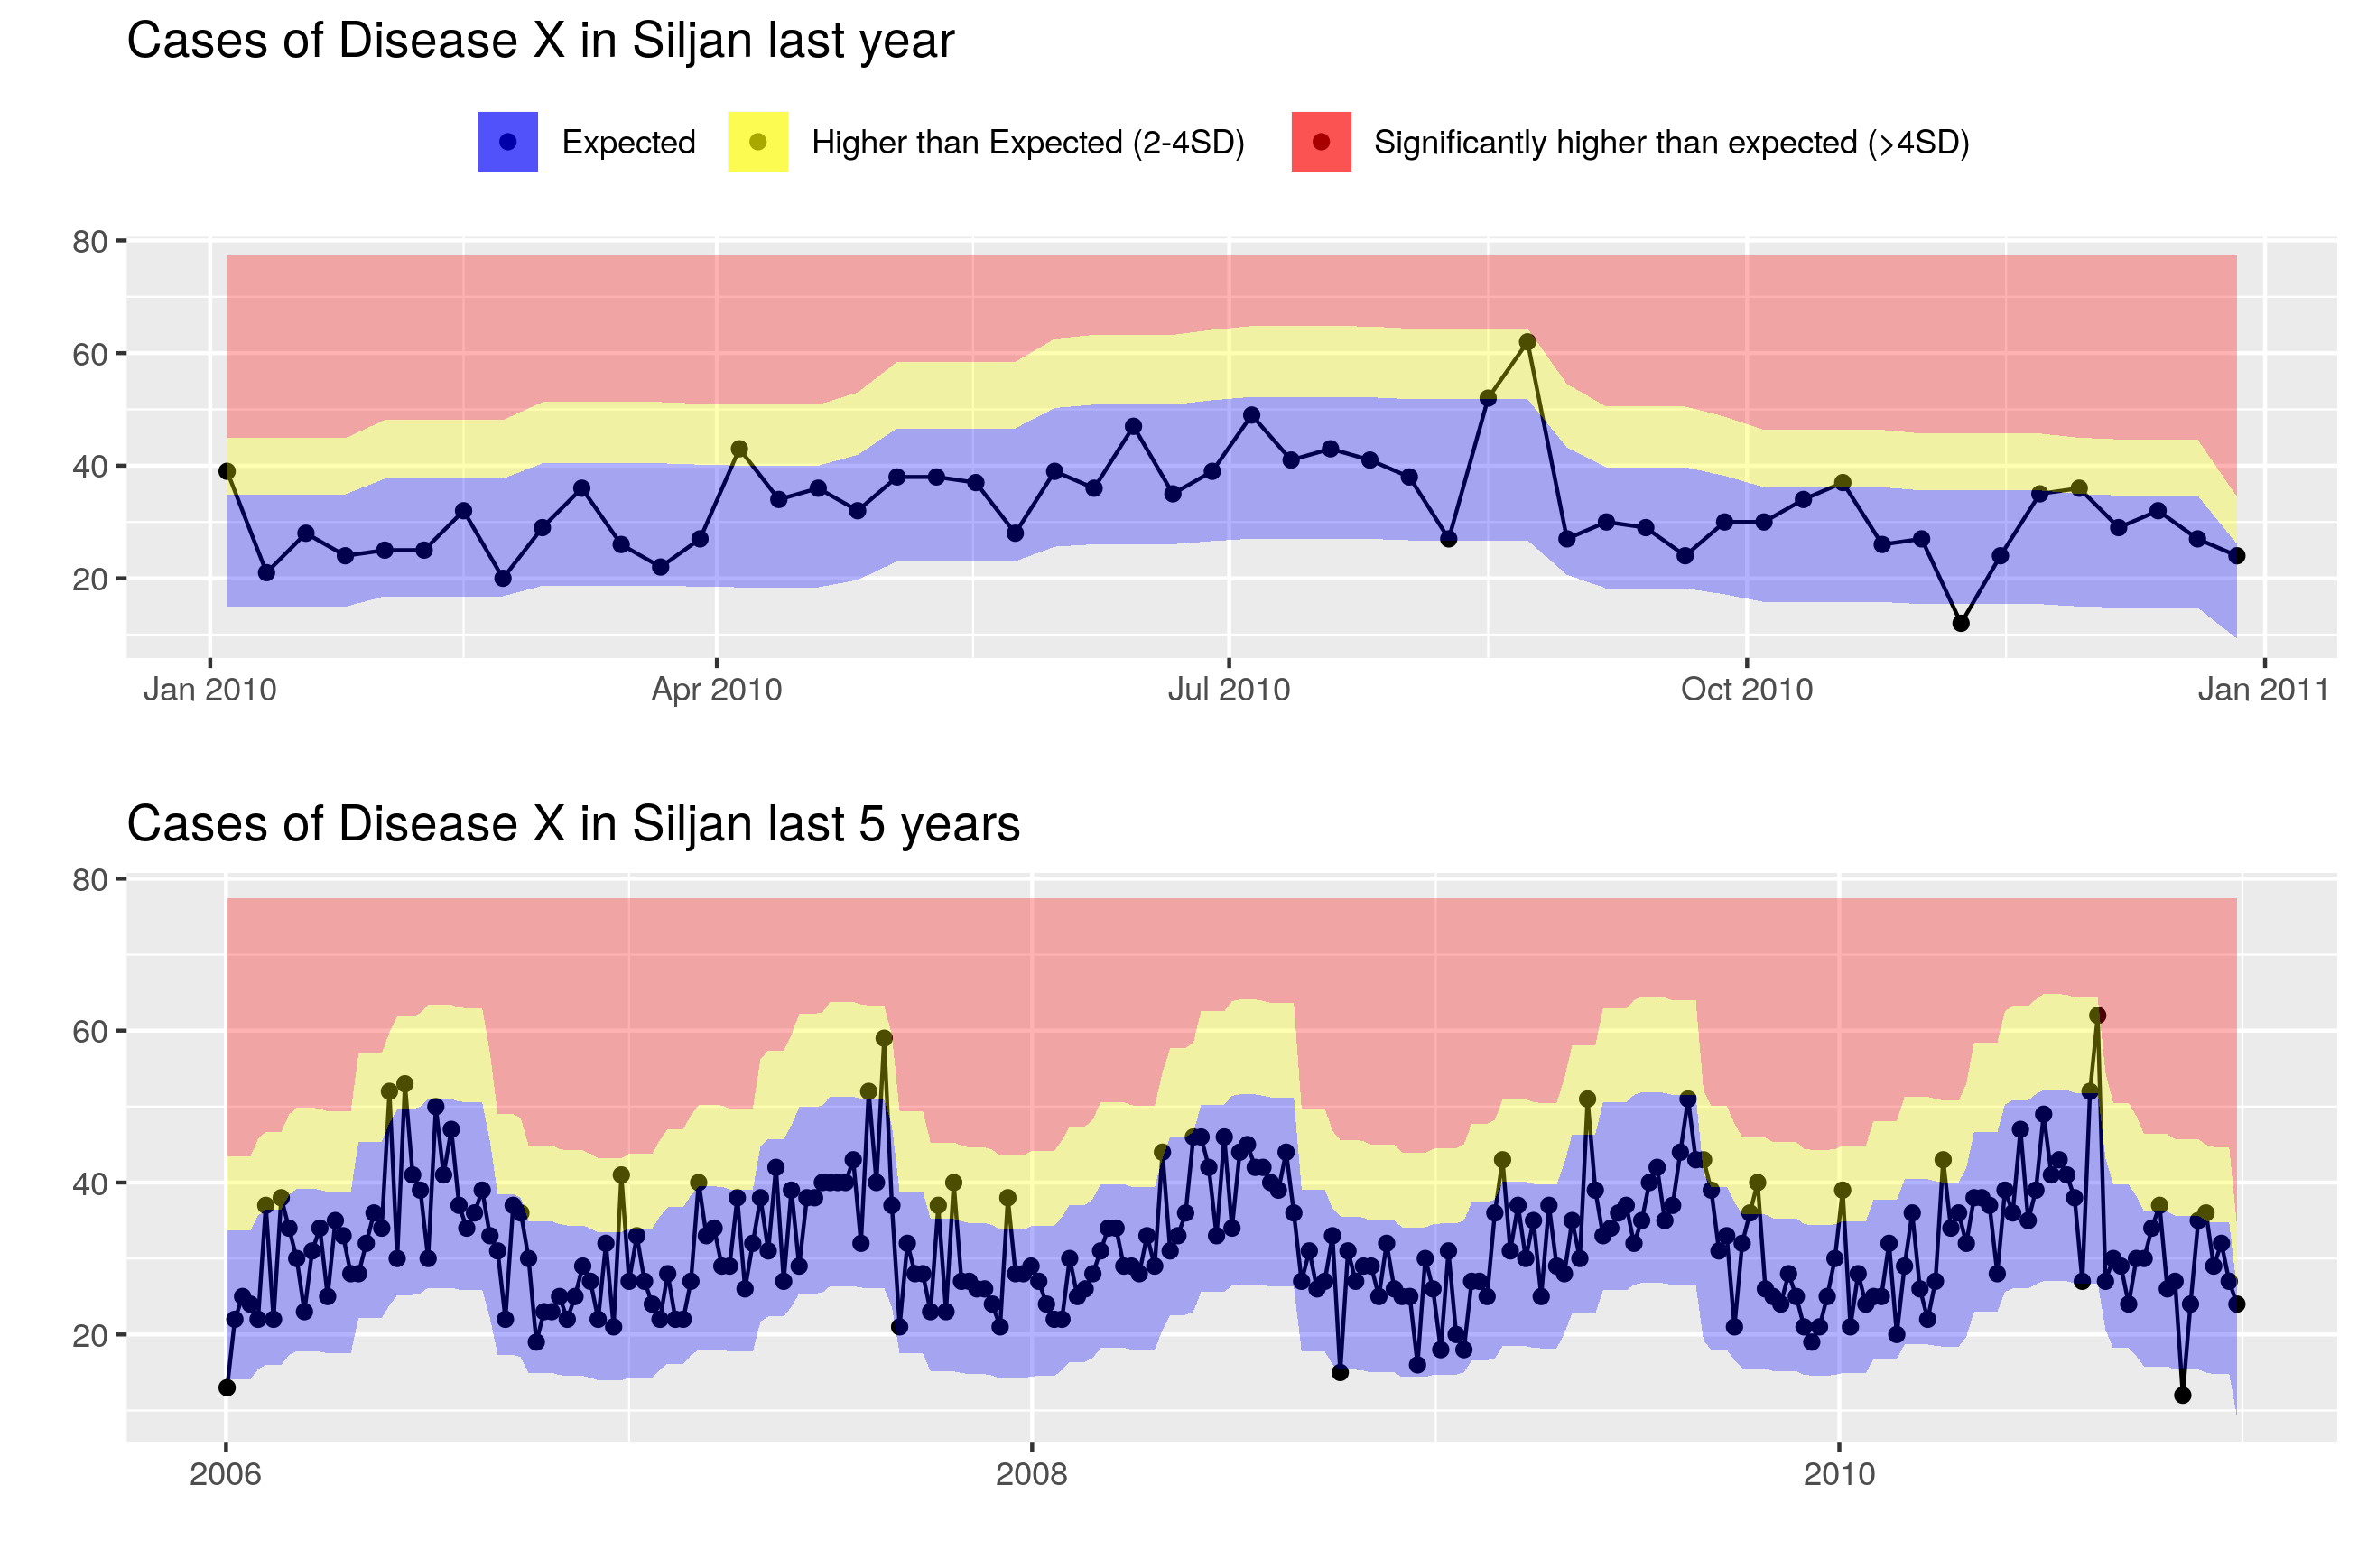 Cases of Disease X in Siljan last year
Expected Higher than Expected (2-4SD) Significantly higher than expected (>4SD)
80
60
40
20
Jan 2010 Apr 2010 Jul 2010 Oct 2010 Jan 2011
Cases of Disease X in Siljan last 5 years
80
60
40
20
2006 2008 2010